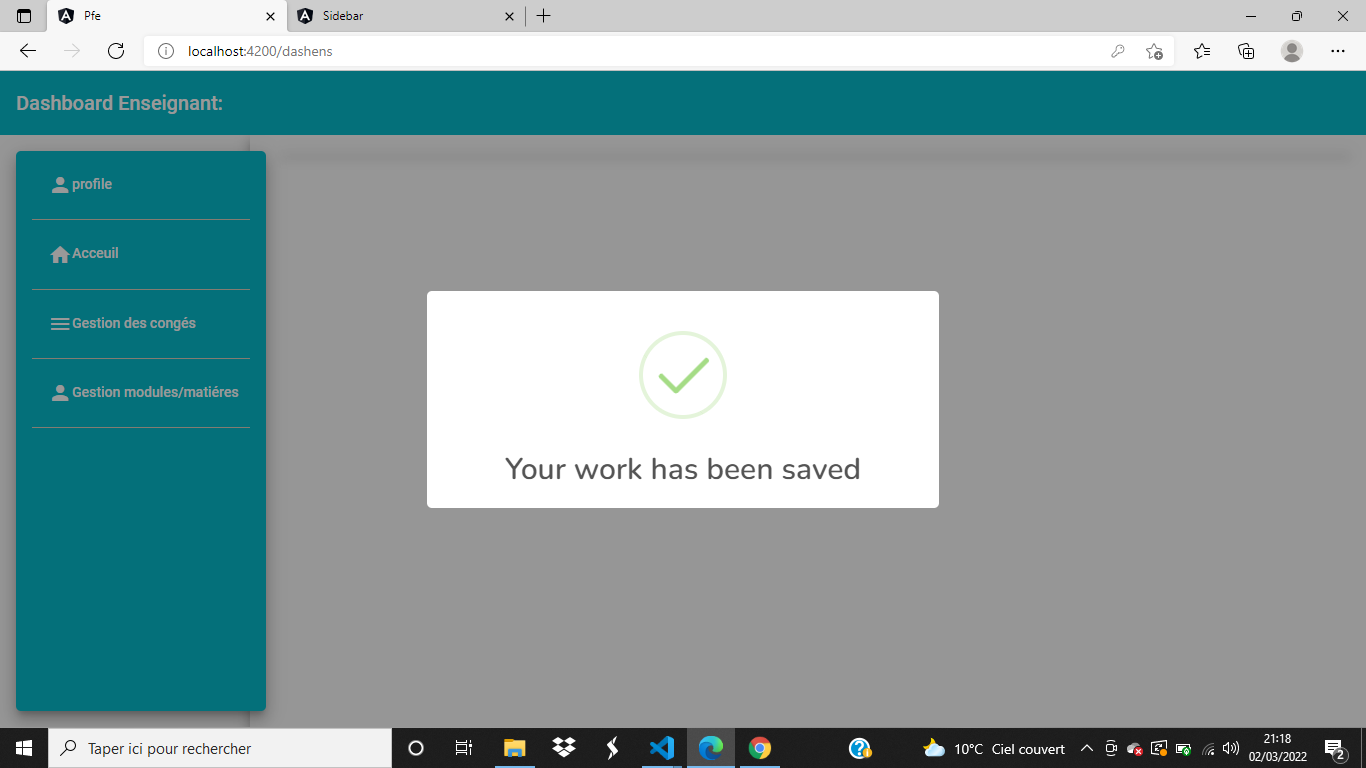 Pfe
Sidebar
localhost:4200/dashens
Dashboard Enseignant:
profile
Acceuil
Gestion des congés
Gestion modules/matiéres
Your work has been saved
Taper ici pour rechercher
10°C Ciel couvert
21:18
02/03/2022
2